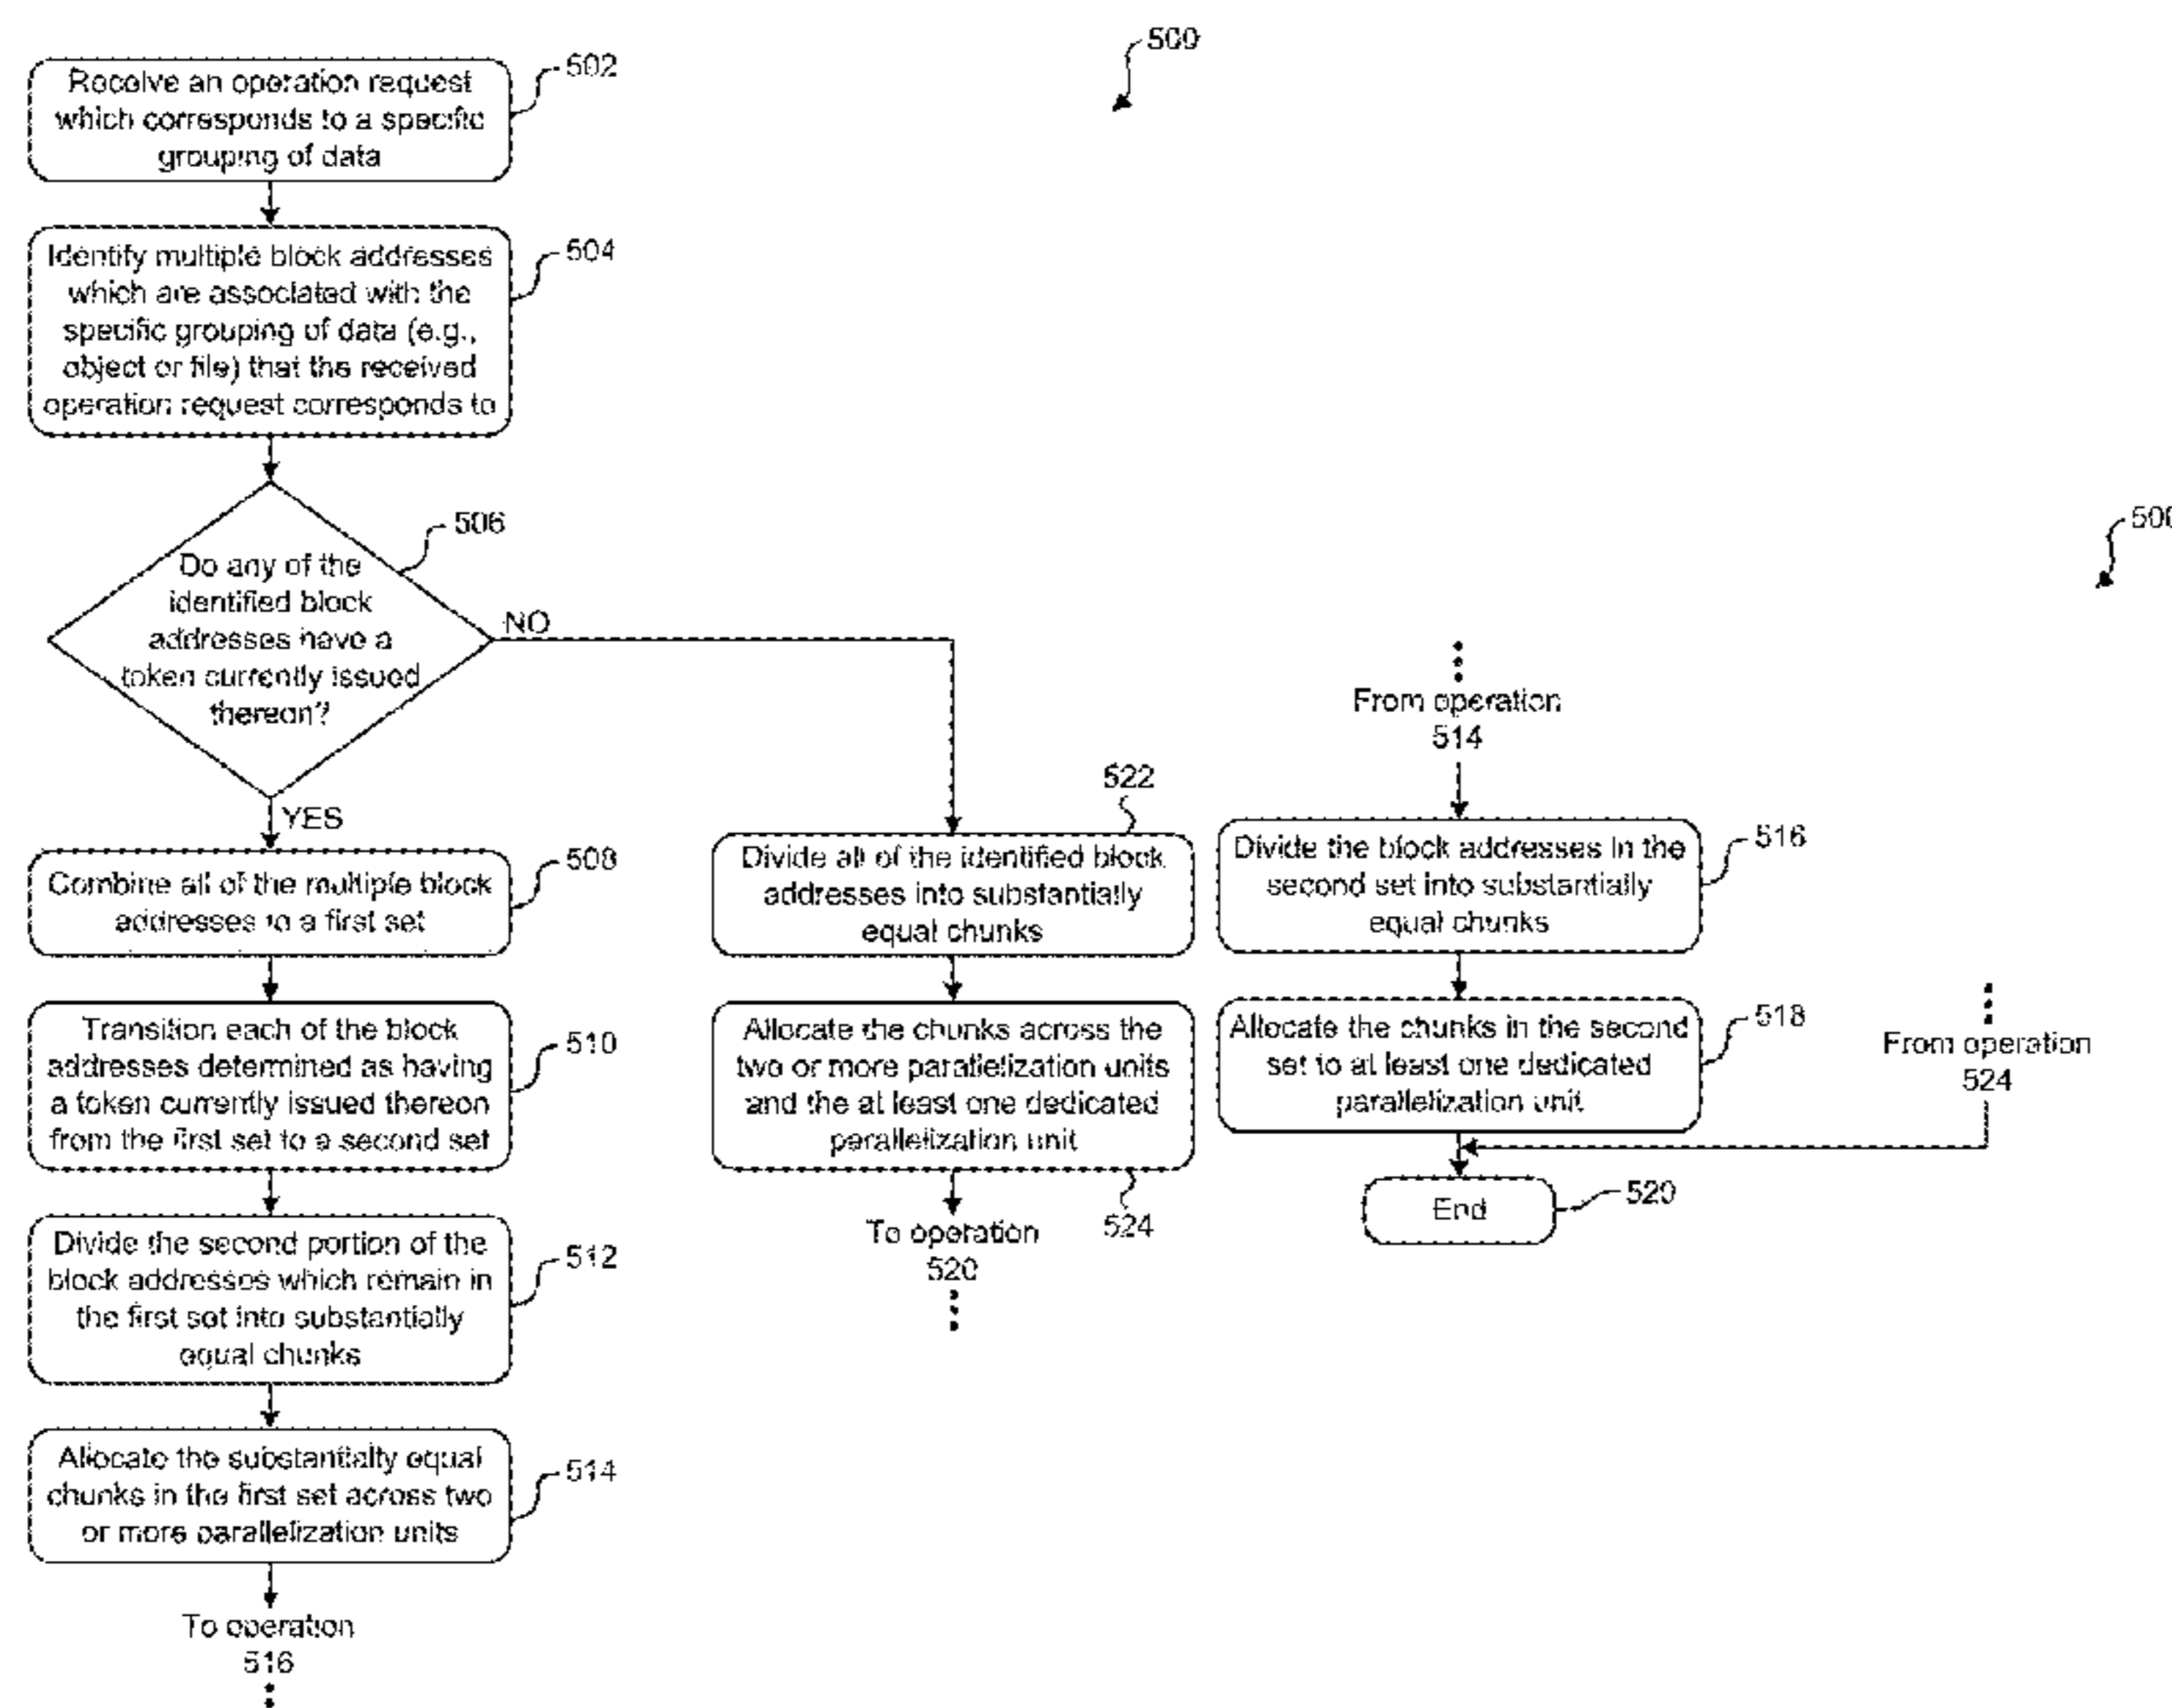 500
Receive an operation request
which corresponds to a specific
grouping of data
502
Identify multiple block addresses
which are associated with the
specific grouping of data (e.g.,
object or file) that the received
operation request corresponds to
504
Do any of the
identified block
addresses have a
token currently issued
thereon?
506
NO
YES
Combine all of the multiple block
addresses to a first set
508
Transition each of the block
addresses determined as having
a token currently issued thereon
from the first set to a second set
510
Divide the second portion of the
block addresses which remain in
the first set into substantially
equal chunks
512
Allocate the substantially equal
chunks in the first set across two
or more parallelization units
514
To operation
516
522
Divide all of the identified block
addresses into substantially
equal chunks
Allocate the chunks across the
two or more parallelization units
and the at least one dedicated
parallelization unit
524
To operation
520
500
From operation
514
Divide the block addresses in the
second set into substantially
equal chunks
516
Allocate the chunks in the second
set to at least one dedicated
parallelization unit
518
From operation
524
End
520